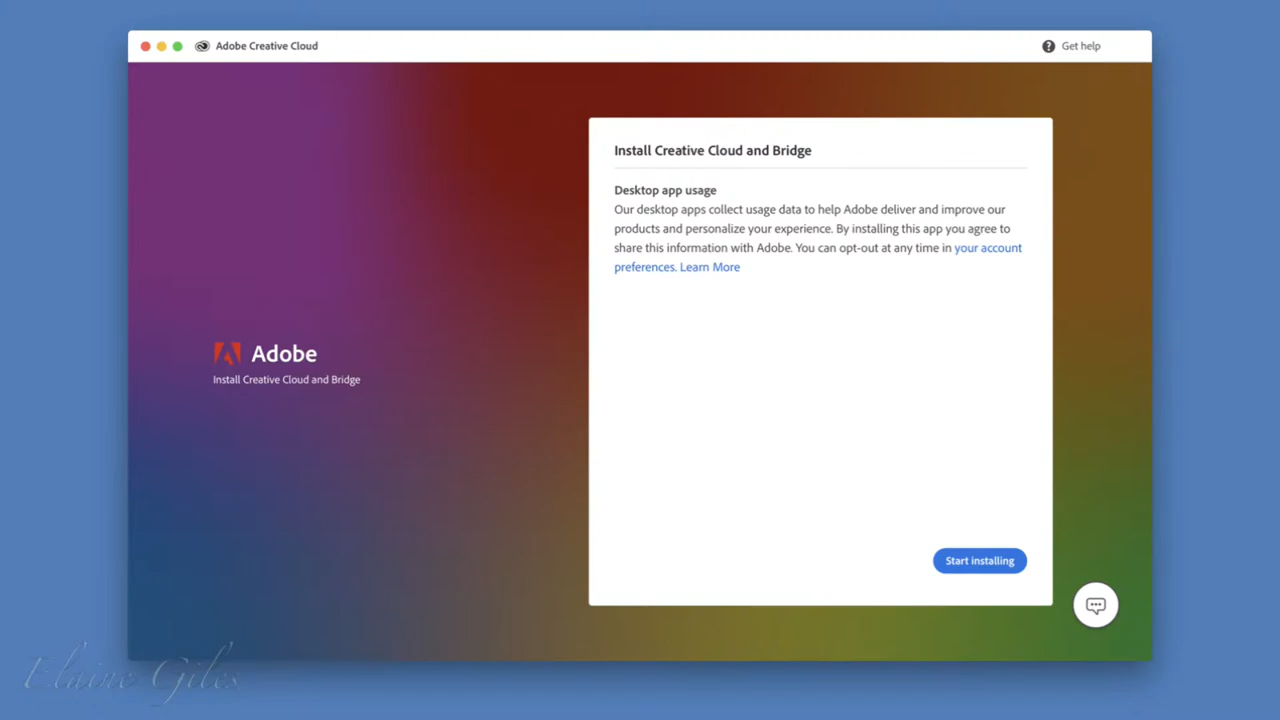 Adobe Creative Cloud
Get help
Install Creative Cloud and Bridge
Desktop app usage
Our desktop apps collect usage data to help Adobe deliver and improve our
products and personalize your experience. By installing this app you agree to
share this information with Adobe. You can opt-out at any time in your account
preferences. Learn More
Adobe
Install Creative Cloud and Bridge
Start installing
Elaine Giles